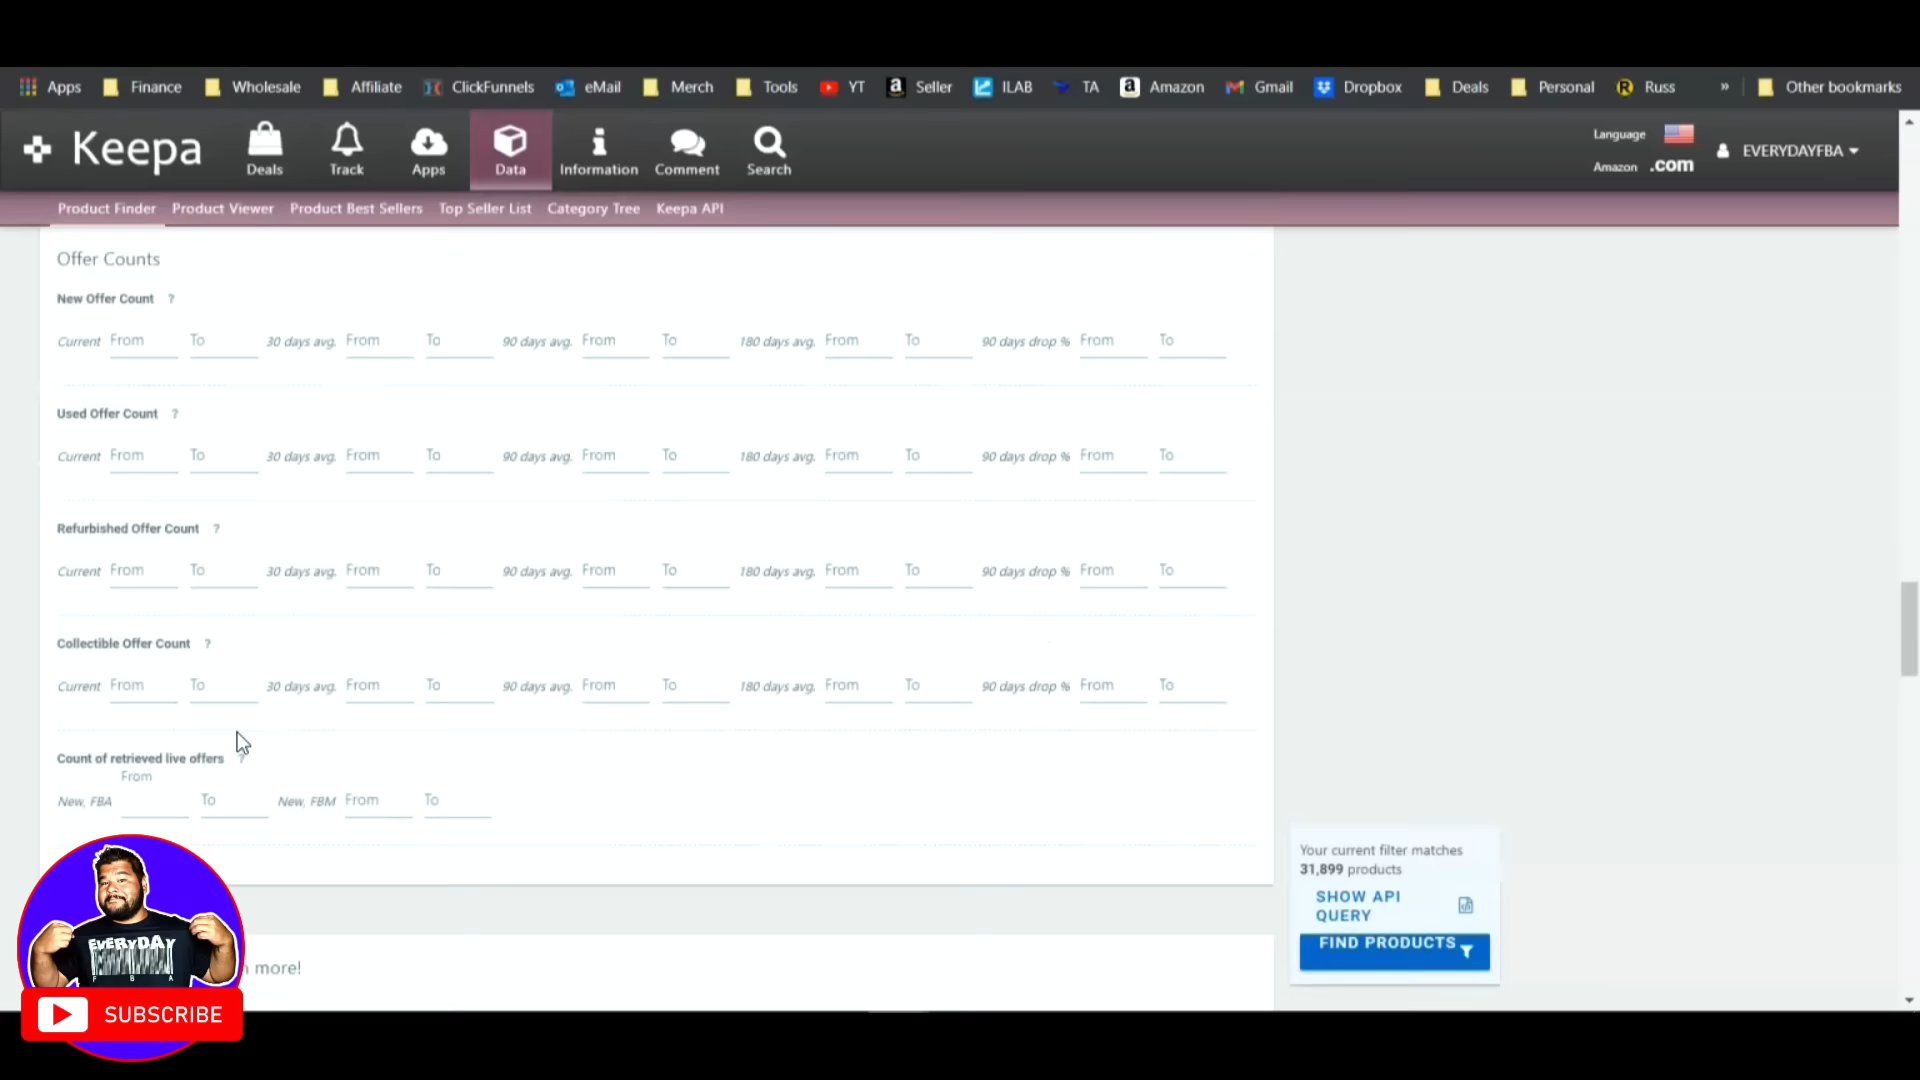 Apps Finance Wholesale Affiliate ClickFunnels eMail Merch Tools YT Seller ILAB TA Amazon Gmail Dropbox Deals Personal Russ » Other bookmarks
Keepa Deals Track Apps Data Information Comment Search
Language
Amazon .com
EVERYDAYFBA
Product Finder Product Viewer Product Best Sellers Top Seller List Category Tree Keepa API
Offer Counts
New Offer Count ?
Current From To 30 days avg. From To 90 days avg. From To 180 days avg. From To 90 days drop % From To
Used Offer Count ?
Current From To 30 days avg. From To 90 days avg. From To 180 days avg. From To 90 days drop % From To
Refurbished Offer Count ?
Current From To 30 days avg. From To 90 days avg. From To 180 days avg. From To 90 days drop % From To
Collectible Offer Count ?
Current From To 30 days avg. From To 90 days avg. From To 180 days avg. From To 90 days drop % From To
Count of retrieved live offers ?
From
New, FBA To New, FBM From To
Your current filter matches
31,899 products
SHOW API
QUERY
FIND PRODUCTS
more!
EVERYDAY
F B A
SUBSCRIBE